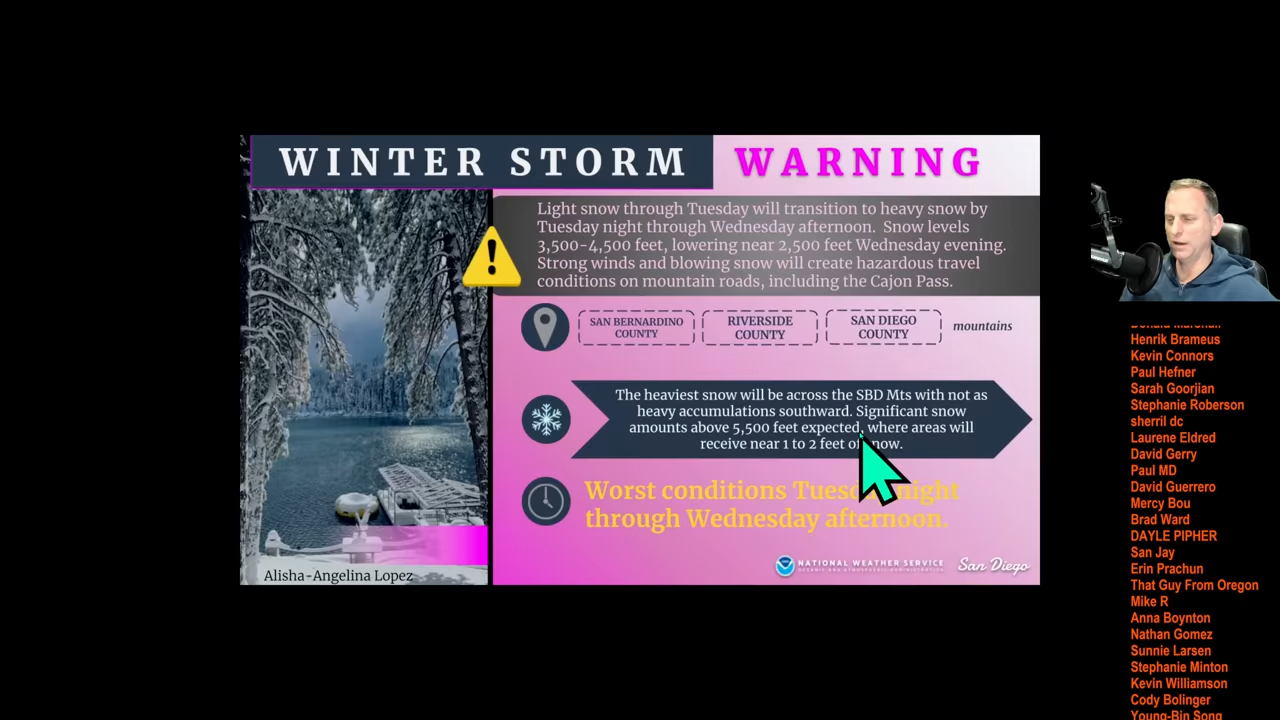 WINTER STORM WARNING
Light snow through Tuesday will transition to heavy snow by
Tuesday night through Wednesday afternoon. Snow levels
3,500-4,500 feet, lowering near 2,500 feet Wednesday evening.
Strong winds and blowing snow will create hazardous travel
conditions on mountain roads, including the Cajon Pass.
SAN BERNARDINO
COUNTY
RIVERSIDE
COUNTY
SAN DIEGO
COUNTY
mountains
The heaviest snow will be across the SBD Mts with not as
heavy accumulations southward. Significant snow
amounts above 5,500 feet expected, where areas will
receive near 1 to 2 feet of snow.
Worst conditions Tuesday night
through Wednesday afternoon.
NATIONAL WEATHER SERVICE
OCEANIC AND ATMOSPHERIC ADMINISTRATION
San Diego
Alisha-Angelina Lopez
Henrik Brameus
Kevin Connors
Paul Hefner
Sarah Goorjian
Stephanie Roberson
sherril dc
Laurene Eldred
David Gerry
Paul MD
David Guerrero
Mercy Bou
Brad Ward
DAYLE PIPHER
San Jay
Erin Prachun
That Guy From Oregon
Mike R
Anna Boynton
Nathan Gomez
Sunnie Larsen
Stephanie Minton
Kevin Williamson
Cody Bolinger
Young-Bin Song